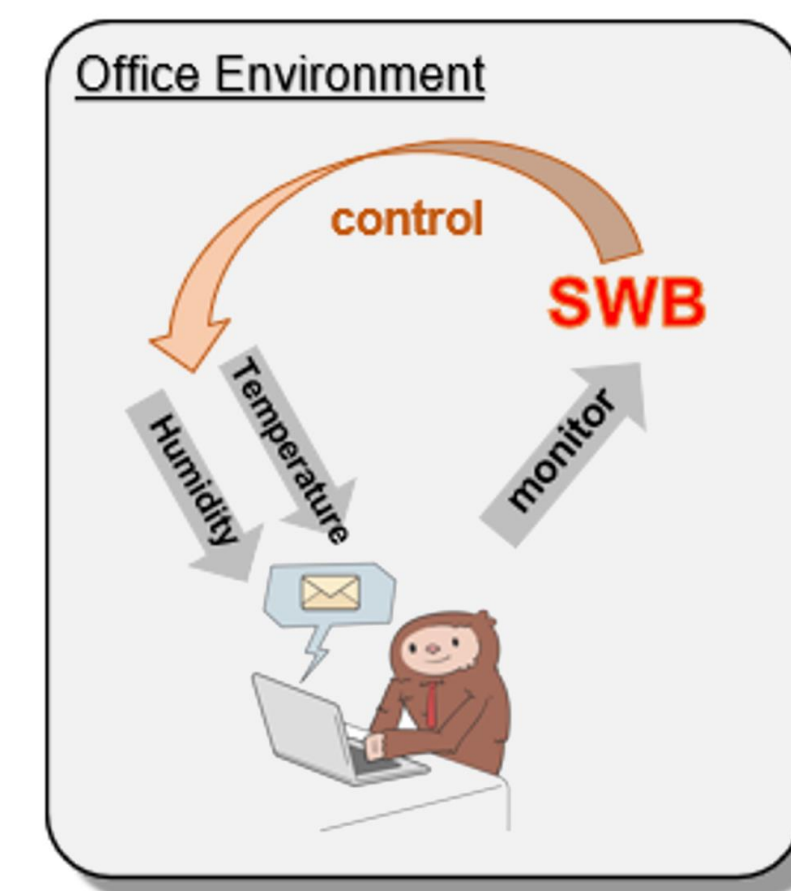 Office Environment
control
SWB
Temperature
Humidity
monitor